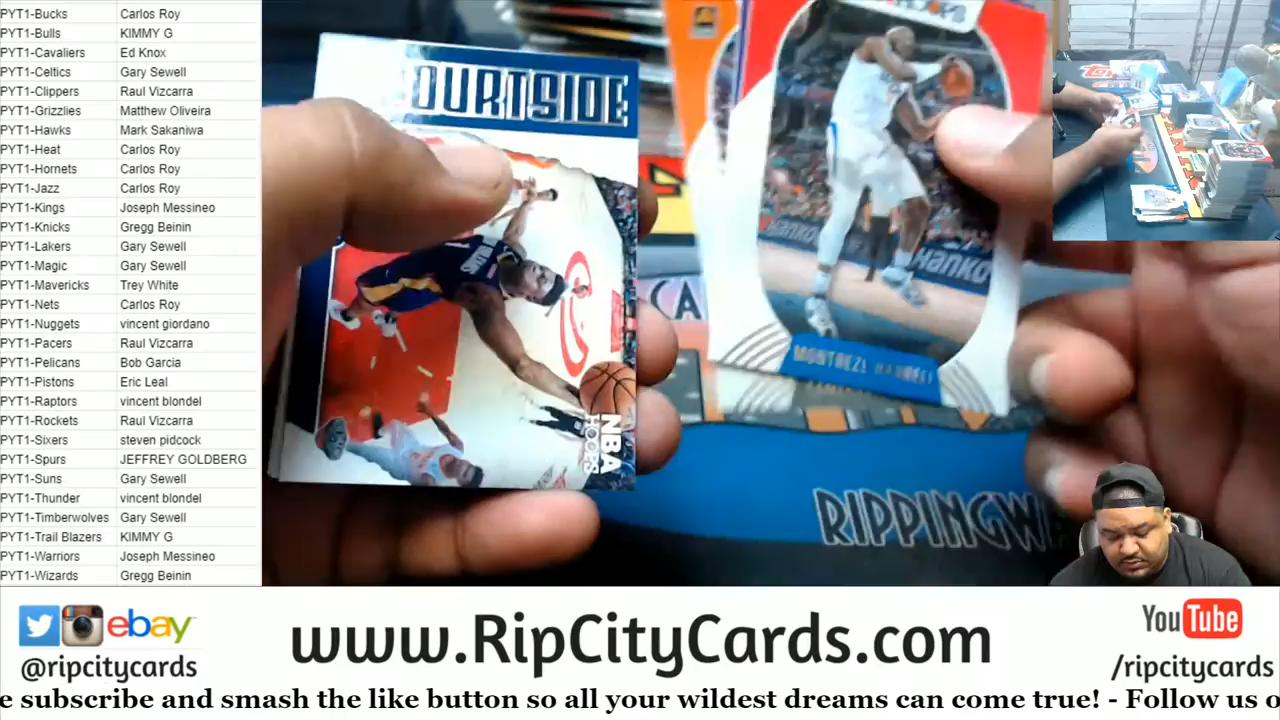 PYT1-Bucks Carlos Roy
PYT1-Bulls KIMMY G
PYT1-Cavaliers Ed Knox
PYT1-Celtics Gary Sewell
PYT1-Clippers Raul Vizcarra
PYT1-Grizzlies Matthew Oliveira
PYT1-Hawks Mark Sakaniwa
PYT1-Heat Carlos Roy
PYT1-Hornets Carlos Roy
PYT1-Jazz Carlos Roy
PYT1-Kings Joseph Messineo
PYT1-Knicks Gregg Beinin
PYT1-Lakers Gary Sewell
PYT1-Magic Gary Sewell
PYT1-Mavericks Trey White
PYT1-Nets Carlos Roy
PYT1-Nuggets vincent giordano
PYT1-Pacers Raul Vizcarra
PYT1-Pelicans Bob Garcia
PYT1-Pistons Eric Leal
PYT1-Raptors vincent blondel
PYT1-Rockets Raul Vizcarra
PYT1-Sixers steven pidcock
PYT1-Spurs JEFFREY GOLDBERG
PYT1-Suns Gary Sewell
PYT1-Thunder vincent blondel
PYT1-Timberwolves Gary Sewell
PYT1-Trail Blazers KIMMY G
PYT1-Warriors Joseph Messineo
PYT1-Wizards Gregg Beinin
OURTSIDE
NBA
HOOPS
Hanko
MONTREZL HARRELL
CA
RIPPINGW
ebay
@ripcitycards
www.RipCityCards.com
YouTube
/ripcitycards
e subscribe and smash the like button so all your wildest dreams can come true! - Follow us o